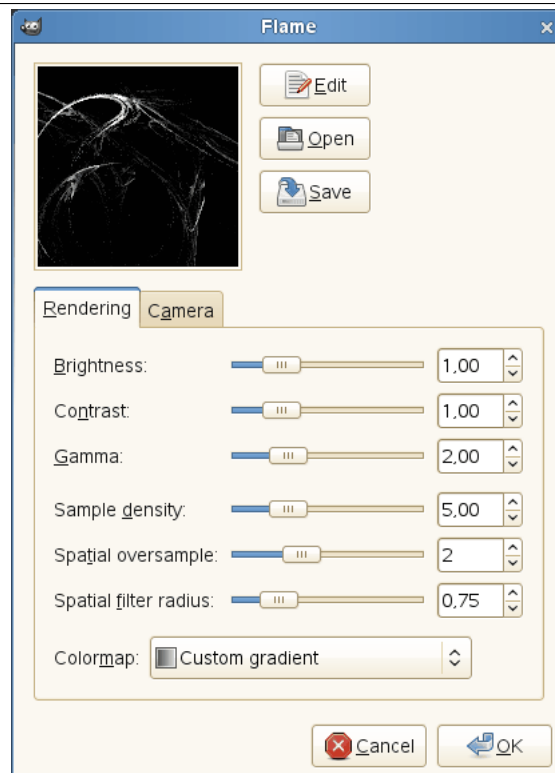 Flame
Edit
Open
Save
Rendering Camera
Brightness: 1,00
Contrast: 1,00
Gamma: 2,00
Sample density: 5,00
Spatial oversample: 2
Spatial filter radius: 0,75
Colormap: Custom gradient
Cancel OK